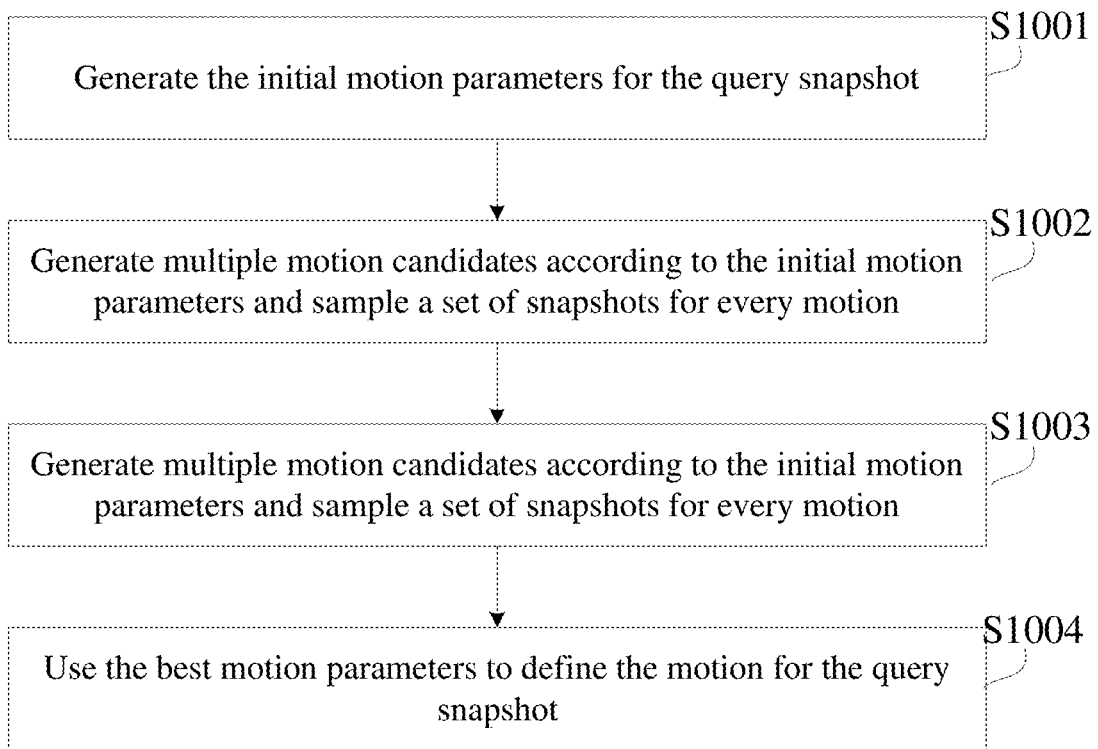 S1001
Generate the initial motion parameters for the query snapshot
S1002
Generate multiple motion candidates according to the initial motion
parameters and sample a set of snapshots for every motion
S1003
Generate multiple motion candidates according to the initial motion
parameters and sample a set of snapshots for every motion
S1004
Use the best motion parameters to define the motion for the query
snapshot